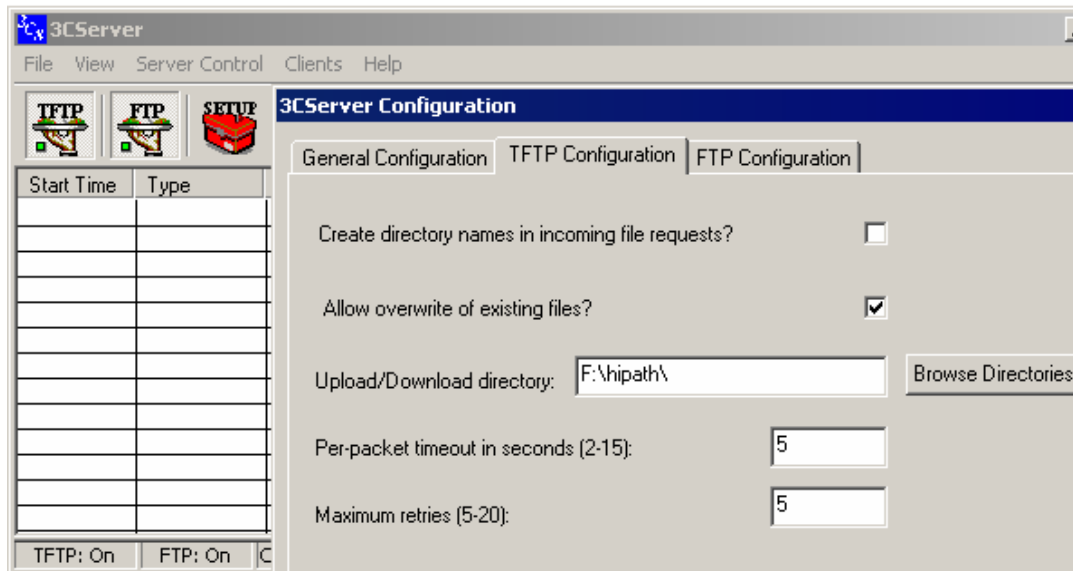 3CServer
File View Server Control Clients Help
TFTP FTP SETUP
3CServer Configuration
General Configuration TFTP Configuration FTP Configuration
Start Time Type
Create directory names in incoming file requests?
Allow overwrite of existing files?
Upload/Download directory: F:\hipath\ Browse Directories
Per-packet timeout in seconds (2-15): 5
Maximum retries (5-20): 5
TFTP: On FTP: On